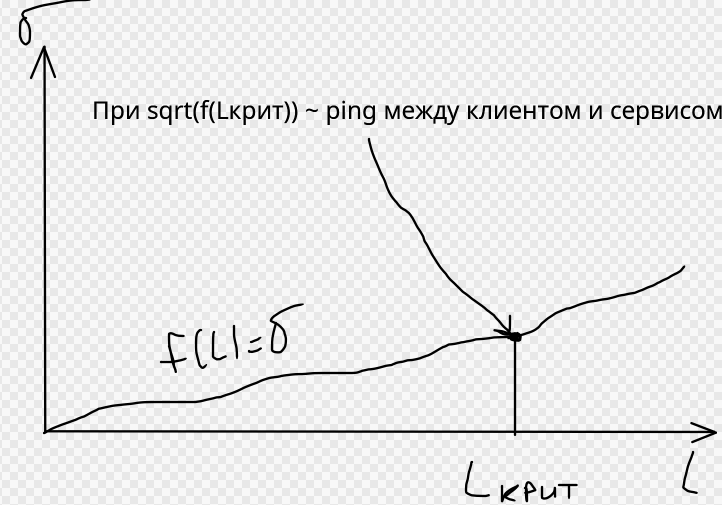 σ
При sqrt(f(Lкрит)) ~ ping между клиентом и сервисом
f(L)=σ
Lкрит
L